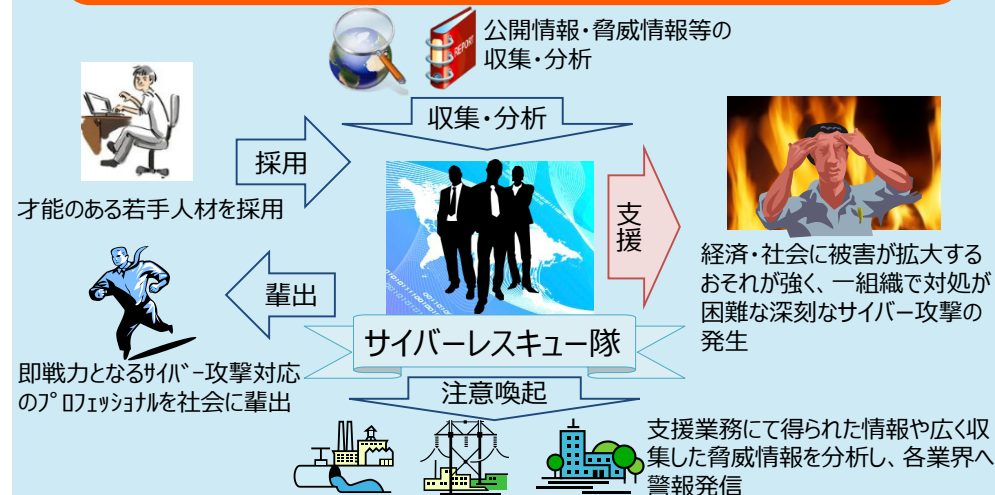 公開情報・脅威情報等の
収集・分析
REPORT
収集・分析
採用
才能のある若手人材を採用
支援
経済・社会に被害が拡大する
おそれが強く、一組織で対処が
困難な深刻なサイバー攻撃の
発生
輩出
サイバーレスキュー隊
即戦力となるｻｲﾊﾞｰ攻撃対応
のﾌﾟﾛﾌｪｯｼｮﾅﾙを社会に輩出
注意喚起
支援業務にて得られた情報や広く収
集した脅威情報を分析し、各業界へ
警報発信